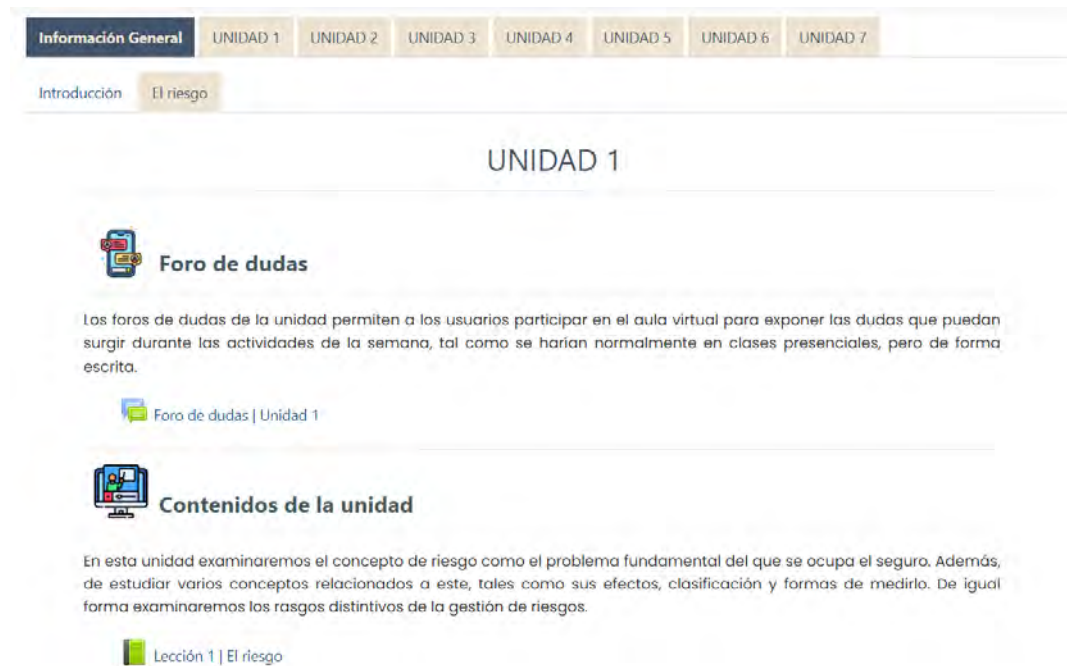 Información General UNIDAD 1 UNIDAD 2 UNIDAD 3 UNIDAD 4 UNIDAD 5 UNIDAD 6 UNIDAD 7
Introducción El riesgo
UNIDAD 1
Foro de dudas
Los foros de dudas de la unidad permiten a los usuarios participar en el aula virtual para exponer las dudas que puedan
surgir durante las actividades de la semana, tal como se harían normalmente en clases presenciales, pero de forma
escrita.
Foro de dudas | Unidad 1
Contenidos de la unidad
En esta unidad examinaremos el concepto de riesgo como el problema fundamental del que se ocupa el seguro. Además,
de estudiar varios conceptos relacionados a este, tales como sus efectos, clasificación y formas de medirlo. De igual
forma examinaremos los rasgos distintivos de la gestión de riesgos.
Lección 1 | El riesgo